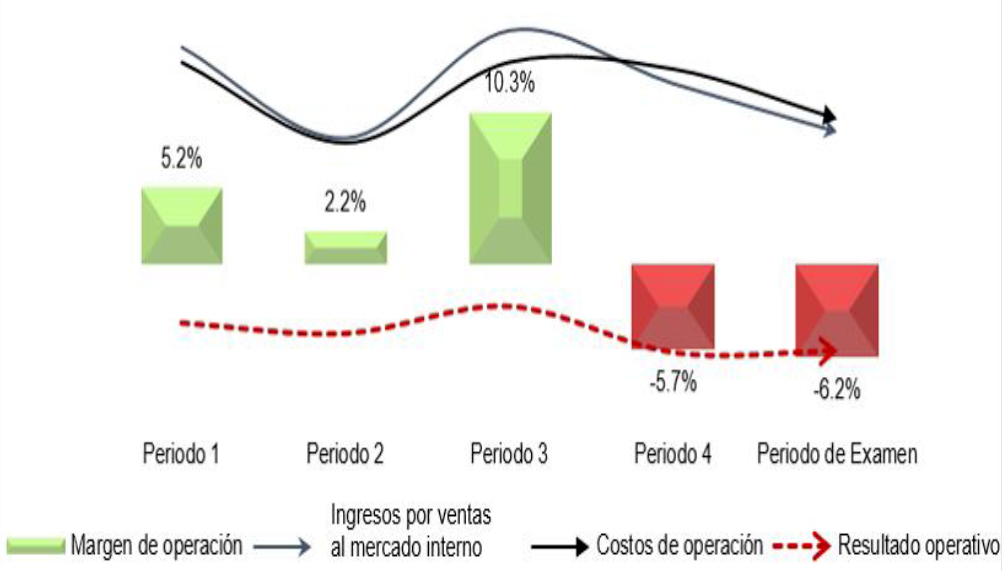 10.3%
5.2%
2.2%
-5.7%
-6.2%
Periodo 1
Periodo 2
Periodo 3
Periodo 4
Periodo de Examen
Margen de operación
Ingresos por ventas
al mercado interno
Costos de operación
Resultado operativo